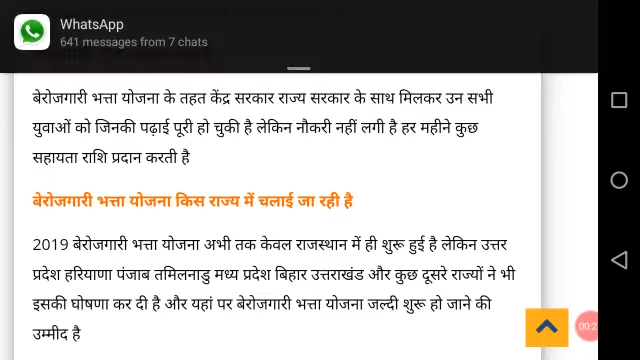 WhatsApp
641 messages from 7 chats
बेरोजगारी भत्ता योजना के तहत केंद्र सरकार राज्य सरकार के साथ मिलकर उन सभी
युवाओं को जिनकी पढ़ाई पूरी हो चुकी है लेकिन नौकरी नहीं लगी है हर महीने कुछ
सहायता राशि प्रदान करती है
बेरोजगारी भत्ता योजना किस राज्य में चलाई जा रही है
2019 बेरोजगारी भत्ता योजना अभी तक केवल राजस्थान में ही शुरू हुई है लेकिन उत्तर
प्रदेश हरियाणा पंजाब तमिलनाडु मध्य प्रदेश बिहार उत्तराखंड और कुछ दूसरे राज्यों ने भी
इसकी घोषणा कर दी है और यहां पर बेरोजगारी भत्ता योजना जल्दी शुरू हो जाने की
उम्मीद है